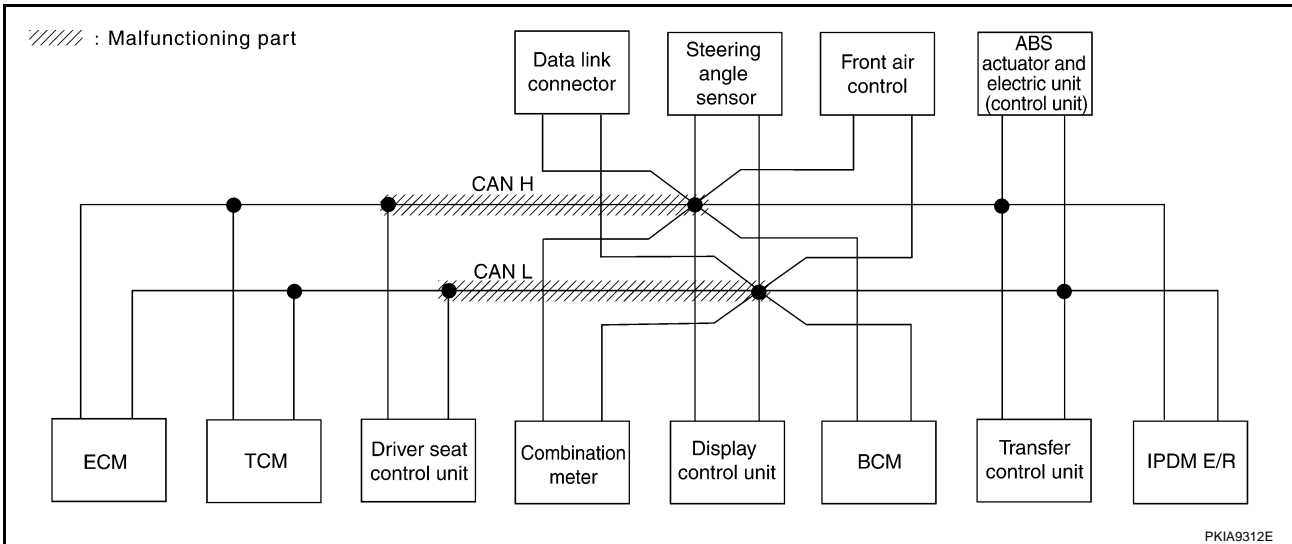 : Malfunctioning part
Data link
connector
Steering
angle
sensor
Front air
control
ABS
actuator and
electric unit
(control unit)
CAN H
CAN L
ECM
TCM
Driver seat
control unit
Combination
meter
Display
control unit
BCM
Transfer
control unit
IPDM E/R
PKIA9312E